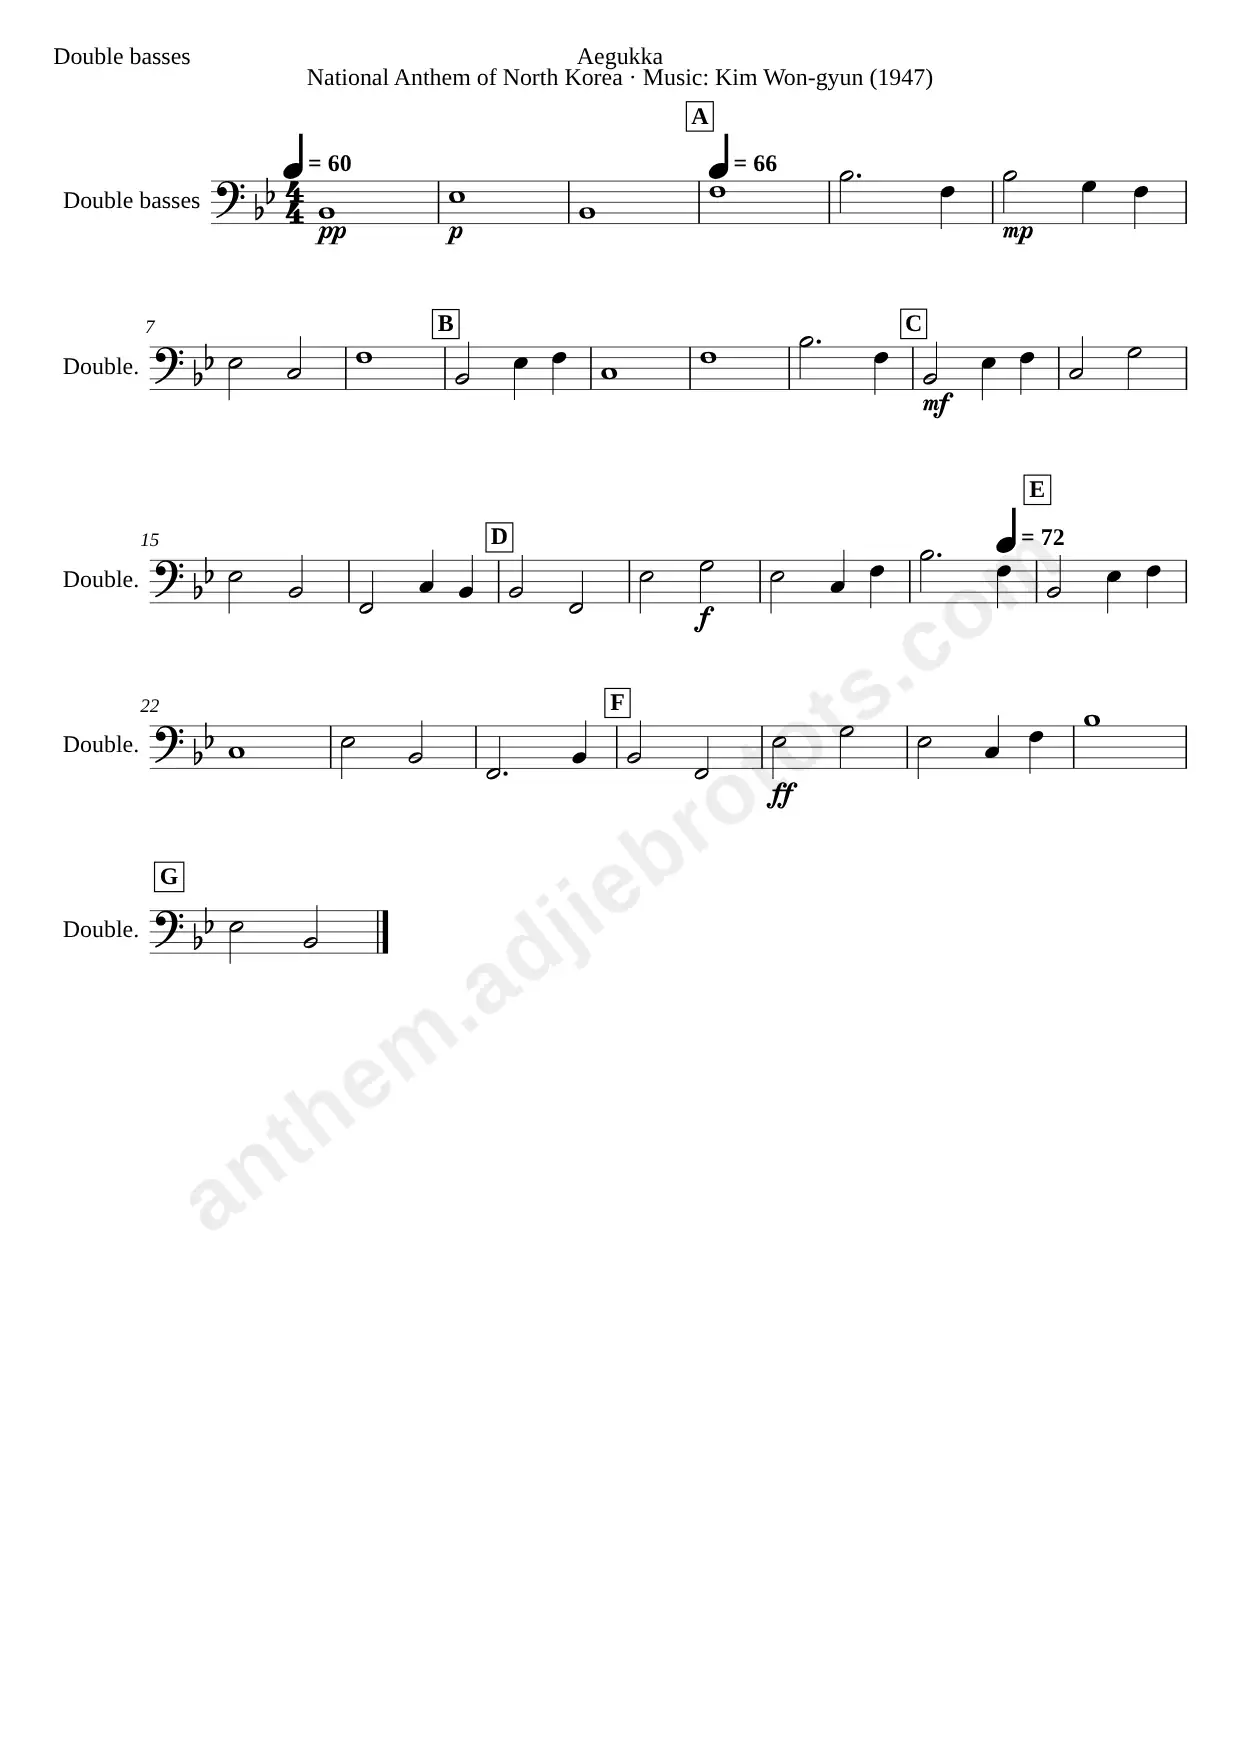 Double basses
Aegukka
National Anthem of North Korea · Music: Kim Won-gyun (1947)
A
= 60
= 66
Double basses
pp
p
mp
7
B
C
Double.
mf
E
15
D
= 72
Double.
f
22
F
Double.
ff
G
Double.
anthem.adjiebrotots.com